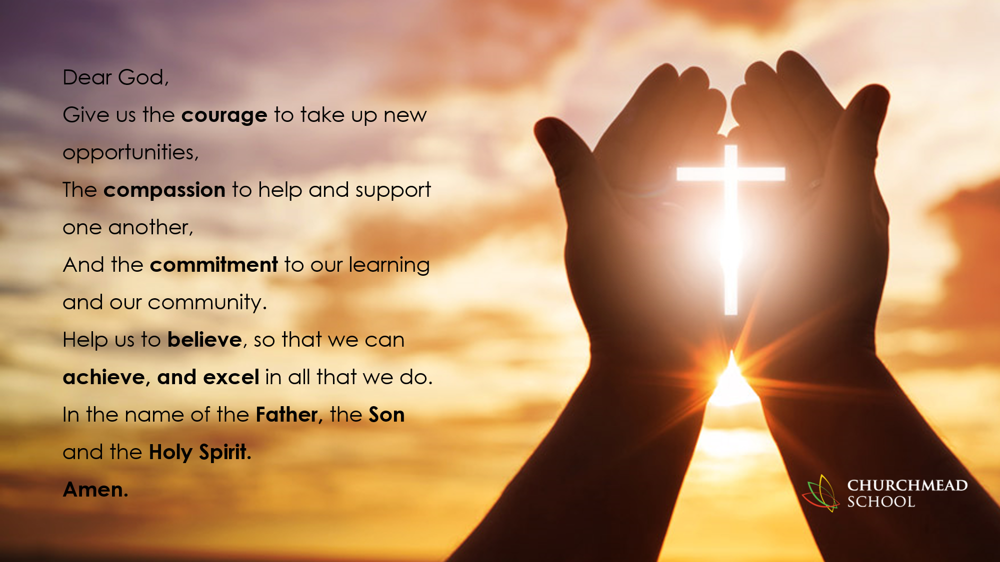 Dear God,
Give us the courage to take up new
opportunities,
The compassion to help and support
one another,
And the commitment to our learning
and our community.
Help us to believe, so that we can
achieve, and excel in all that we do.
In the name of the Father, the Son
and the Holy Spirit.
Amen.
CHURCHMEAD
SCHOOL